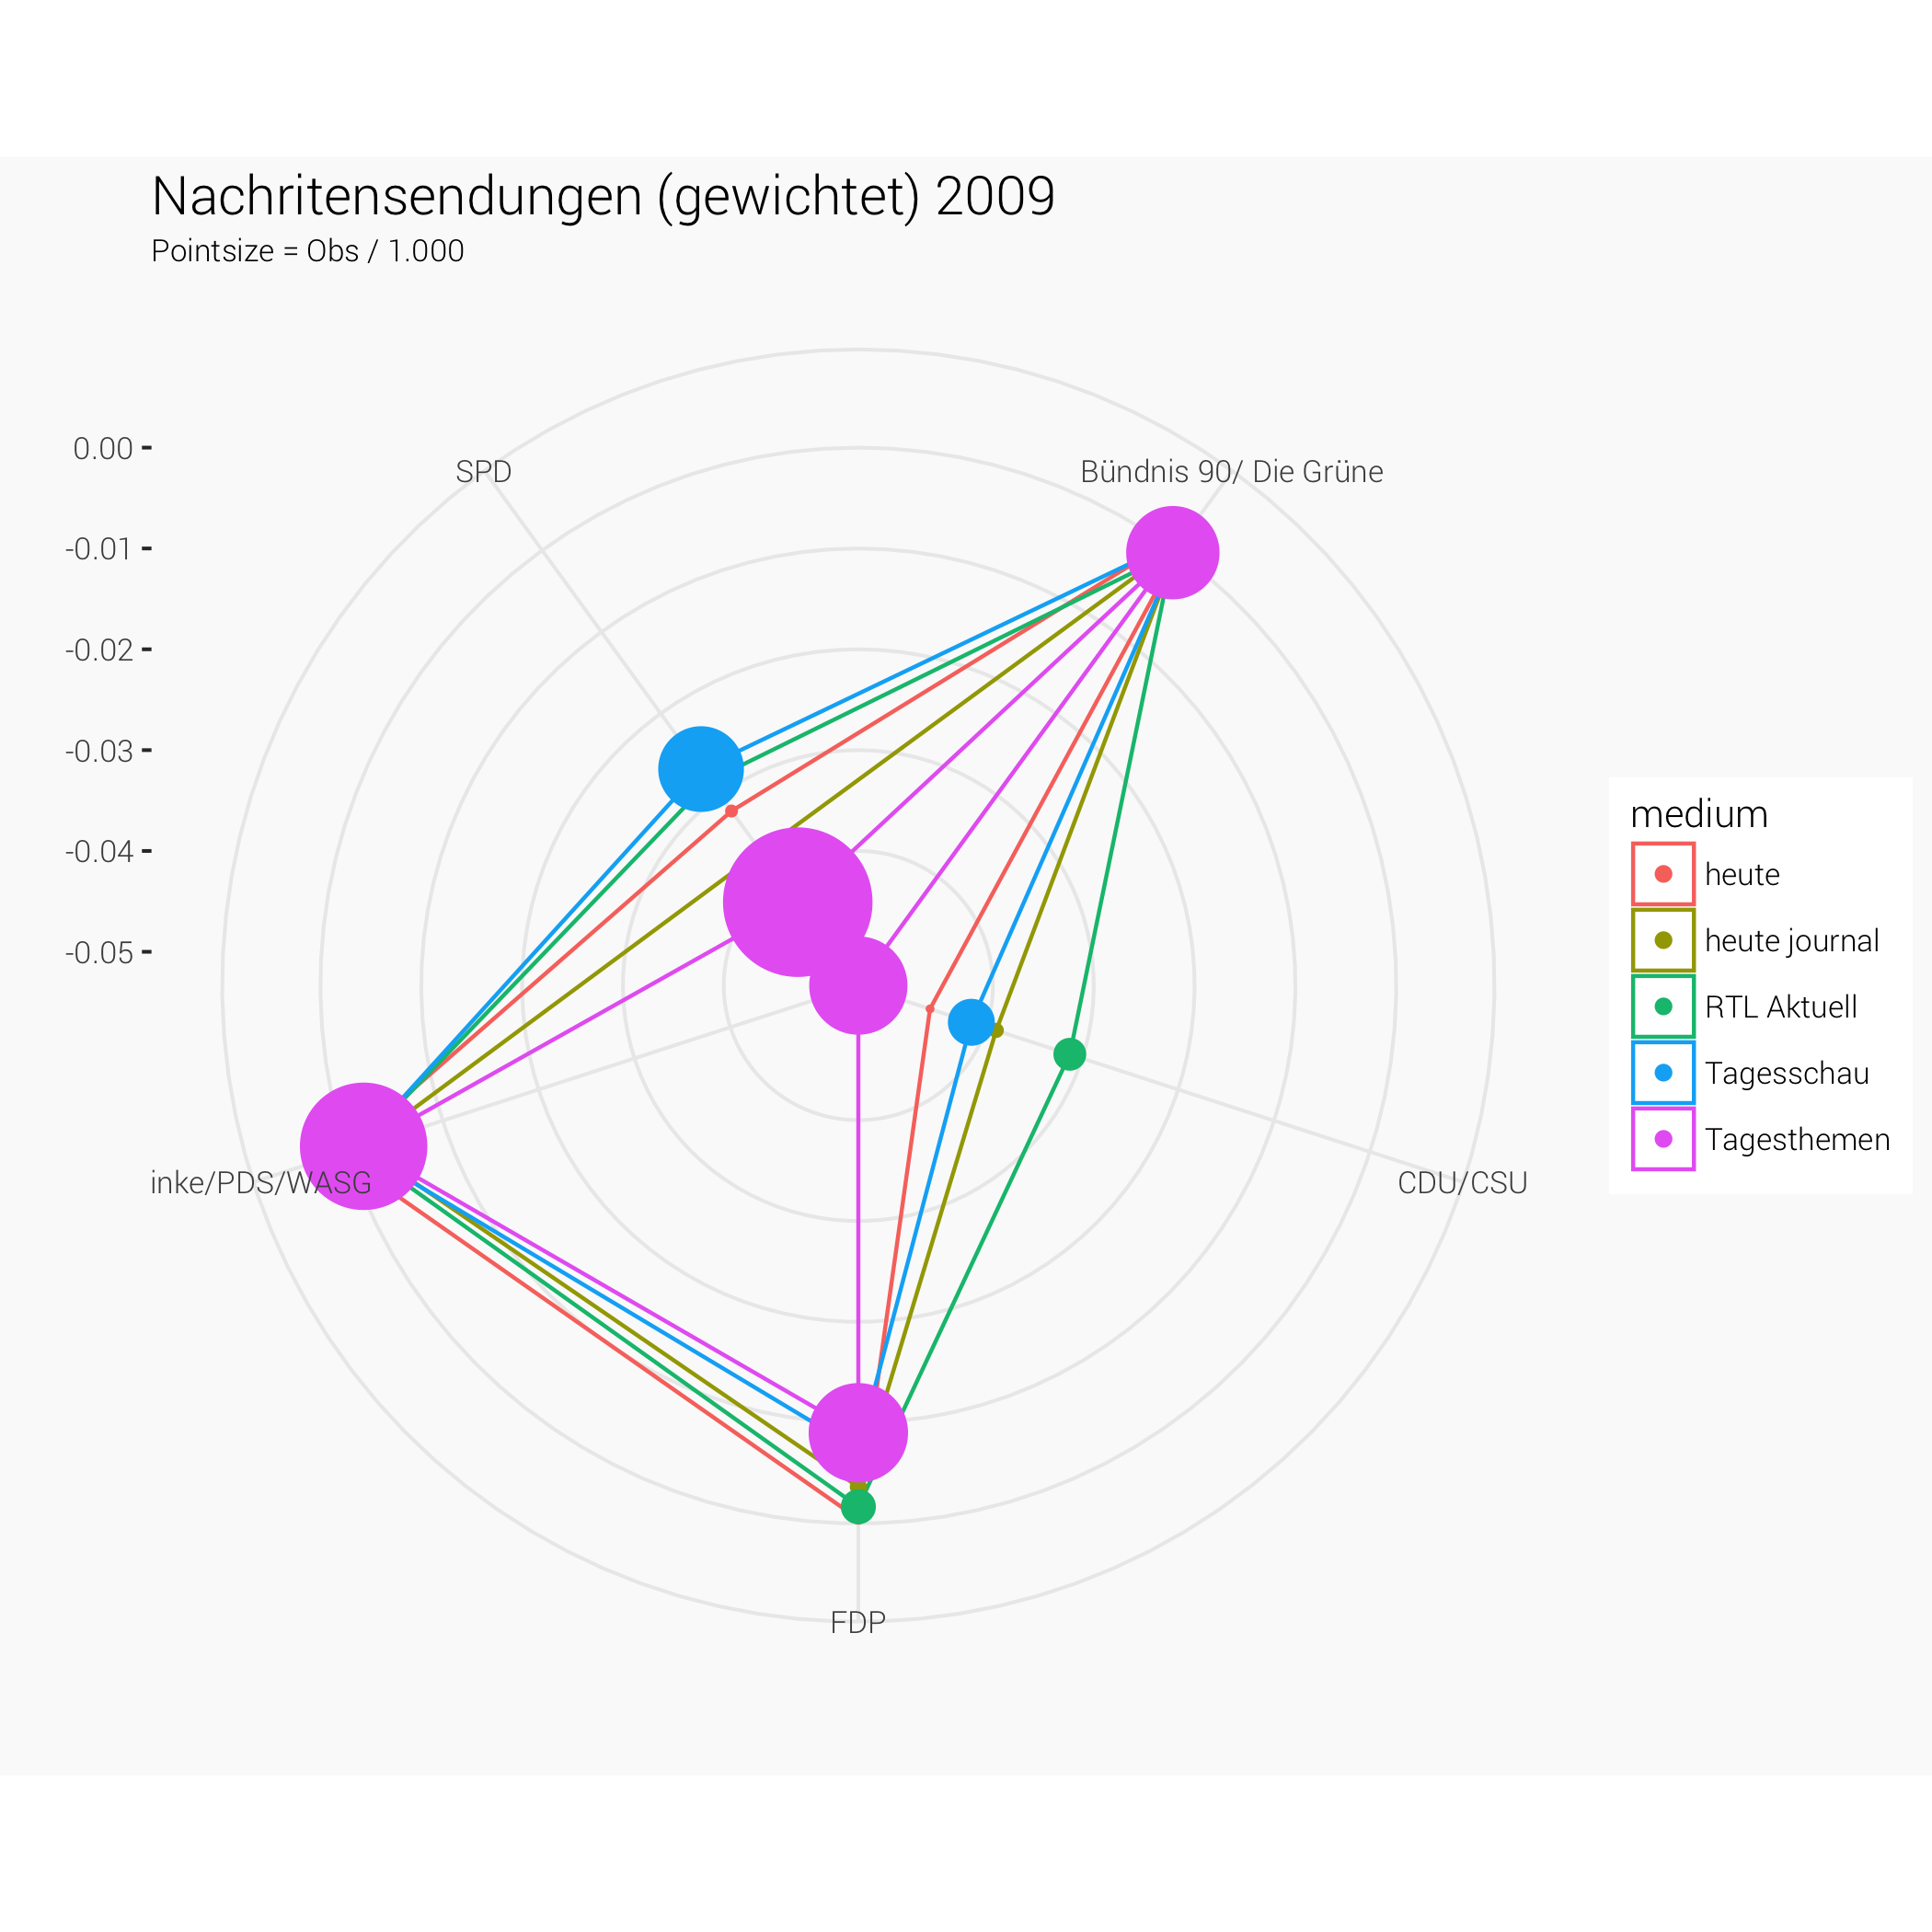 Nachritensendungen (gewichtet) 2009
Pointsize = Obs / 1.000
0.00
-0.01
-0.02
-0.03
-0.04
-0.05
SPD
Bündnis 90/ Die Grüne
inke/PDS/WASG
CDU/CSU
FDP
medium
heute
heute journal
RTL Aktuell
Tagesschau
Tagesthemen